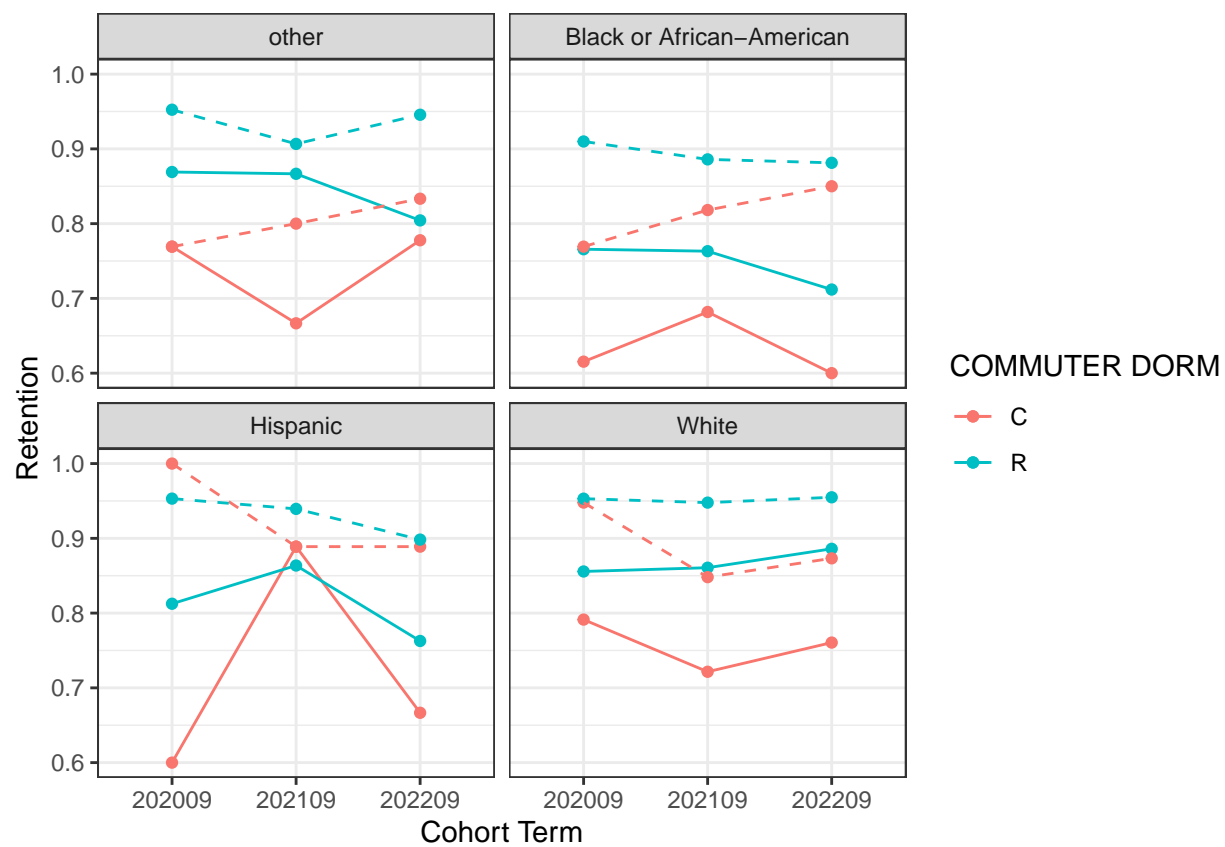 other
Black or African−American
1.0
0.9
0.8
0.7
0.6
Hispanic
White
1.0
0.9
0.8
0.7
0.6
202009 202109 202209
202009 202109 202209
Cohort Term
Retention
COMMUTER DORM
C
R